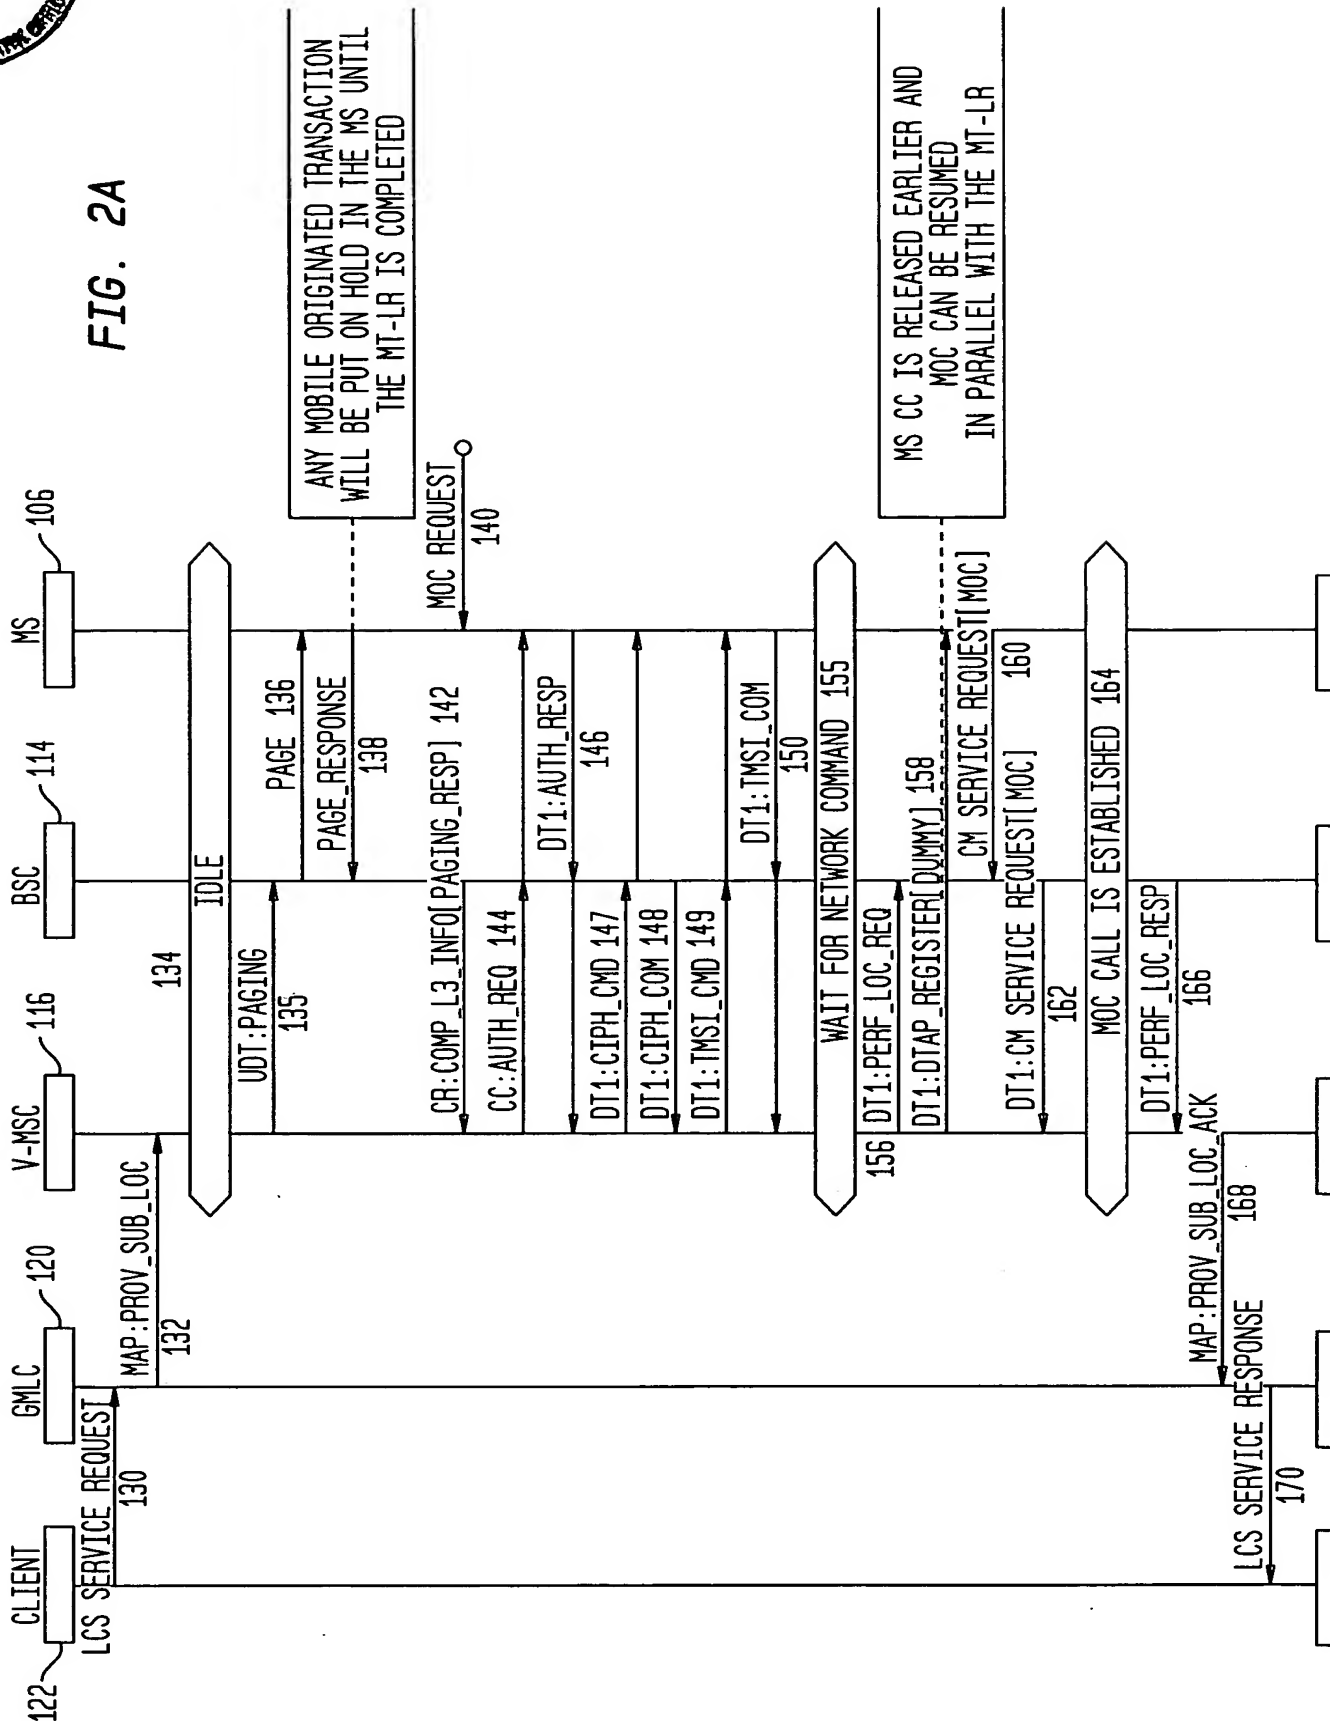 FIG. 2A
CLIENT
GMLC
V-MSC
BSC
MS
122
120
116
114
106
LCS SERVICE REQUEST
130
MAP:PROV_SUB_LOC
132
134
IDLE
UDT:PAGING
135
PAGE 136
PAGE_RESPONSE
138
ANY MOBILE ORIGINATED TRANSACTION
WILL BE PUT ON HOLD IN THE MS UNTIL
THE MT-LR IS COMPLETED
MOC REQUEST
140
CR:COMP_L3_INFO[PAGING_RESP] 142
CC:AUTH_REQ 144
DT1:AUTH_RESP
146
DT1:CIPH_CMD 147
DT1:CIPH_COM 148
DT1:TMSI_CMD 149
DT1:TMSI_COM
150
WAIT FOR NETWORK COMMAND 155
156 DT1:PERF_LOC_REQ
DT1:DTAP_REGISTER[DUMMY] 158
MS CC IS RELEASED EARLIER AND
MOC CAN BE RESUMED
IN PARALLEL WITH THE MT-LR
CM SERVICE REQUEST[MOC]
160
DT1:CM SERVICE REQUEST[MOC]
162
MOC CALL IS ESTABLISHED 164
DT1:PERF_LOC_RESP
166
MAP:PROV_SUB_LOC_ACK
168
LCS SERVICE RESPONSE
170